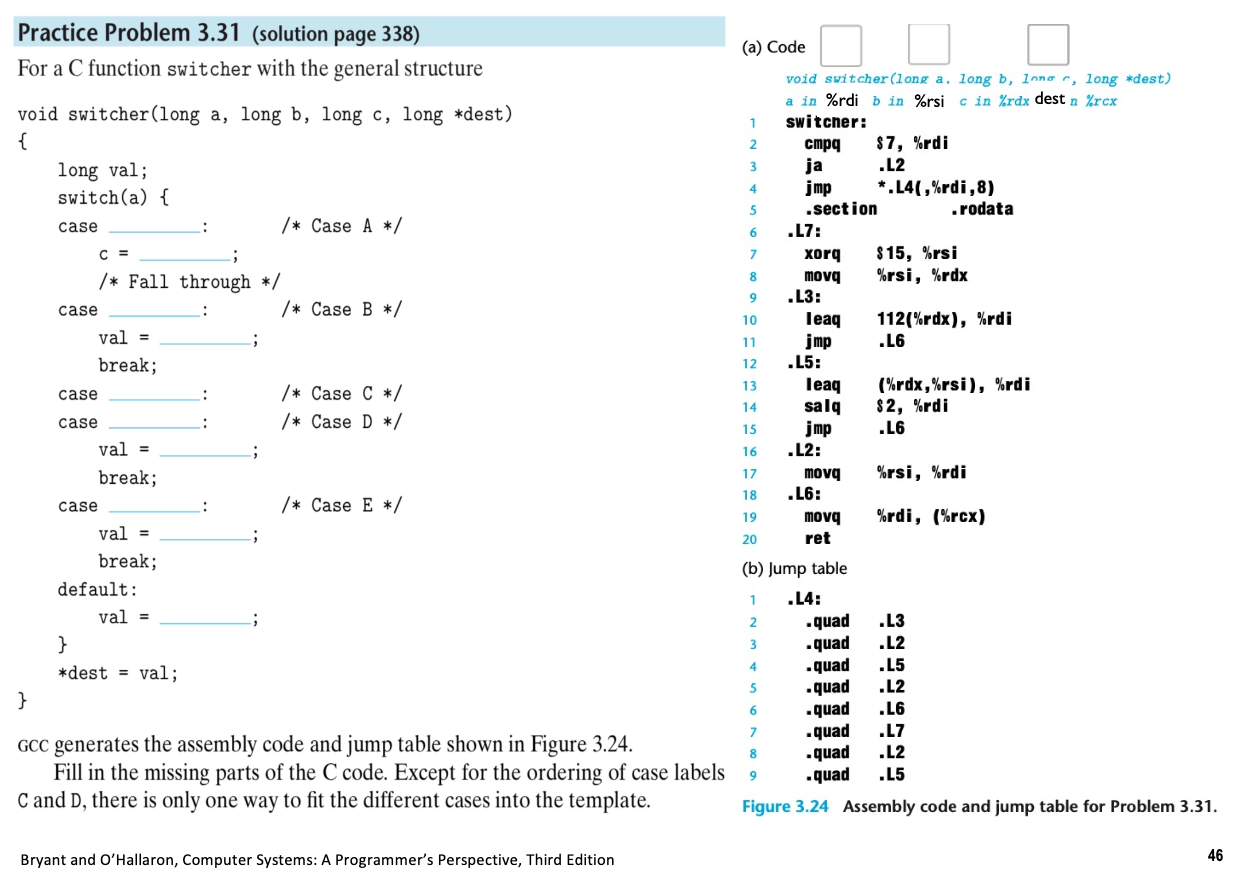 Practice Problem 3.31 (solution page 338)
For a C function switcher with the general structure
void switcher(long a, long b, long c, long *dest)
{
long val;
switch(a) {
case ________: /* Case A */
c = ________;
/* Fall through */
case ________: /* Case B */
val = ________;
break;
case ________: /* Case C */
case ________: /* Case D */
val = ________;
break;
case ________: /* Case E */
val = ________;
break;
default:
val = ________;
}
*dest = val;
}
GCC generates the assembly code and jump table shown in Figure 3.24.
Fill in the missing parts of the C code. Except for the ordering of case labels
C and D, there is only one way to fit the different cases into the template.
Bryant and O'Hallaron, Computer Systems: A Programmer's Perspective, Third Edition
(a) Code
void switcher(long a, long b, long c, long *dest)
a in %rdi b in %rsi c in %rdx dest n %rcx
1 switcher:
2 cmpq $7, %rdi
3 ja .L2
4 jmp *.L4(,%rdi,8)
5 .section .rodata
6 .L7:
7 xorq $15, %rsi
8 movq %rsi, %rdx
9 .L3:
10 leaq 112(%rdx), %rdi
11 jmp .L6
12 .L5:
13 leaq (%rdx,%rsi), %rdi
14 salq $2, %rdi
15 jmp .L6
16 .L2:
17 movq %rsi, %rdi
18 .L6:
19 movq %rdi, (%rcx)
20 ret
(b) Jump table
1 .L4:
2 .quad .L3
3 .quad .L2
4 .quad .L5
5 .quad .L2
6 .quad .L6
7 .quad .L7
8 .quad .L2
9 .quad .L5
Figure 3.24 Assembly code and jump table for Problem 3.31.
46